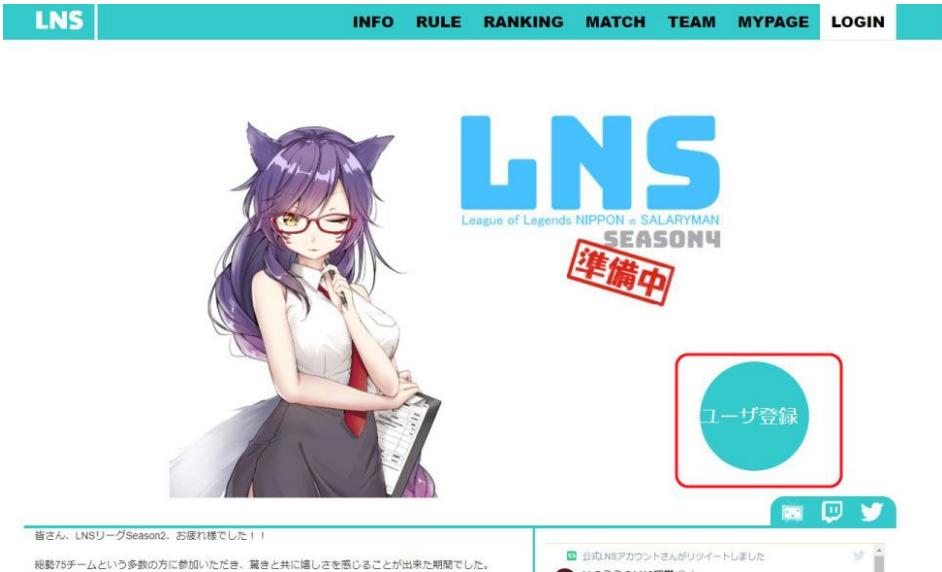 LNS
INFO RULE RANKING MATCH TEAM MYPAGE LOGIN
LNS
League of Legends NIPPON の SALARYMAN
SEASON4
準備中
ユーザ登録
皆さん、LNSリーグSeason2、お疲れ様でした！！
総勢75チームという多数の方に参加いただき、驚きと共に嬉しさを感じることが出来た期間でした。
公式LNSアカウントさんがリツイートしました